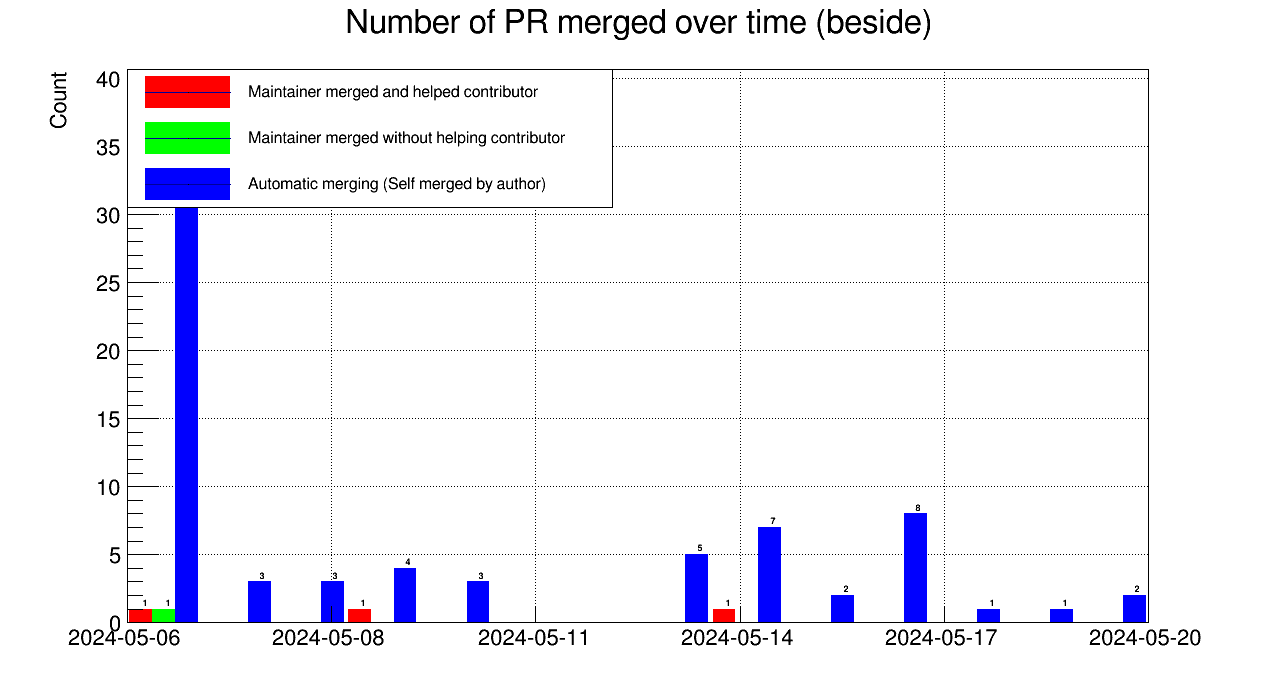 Number of PR merged over time (beside)
Count
40
35
30
25
20
15
10
5
0
Maintainer merged and helped contributor
Maintainer merged without helping contributor
Automatic merging (Self merged by author)
1 1 3 3 1 4 3 5 1 7 2 8 1 1 2
2024-05-06 2024-05-08 2024-05-11 2024-05-14 2024-05-17 2024-05-20